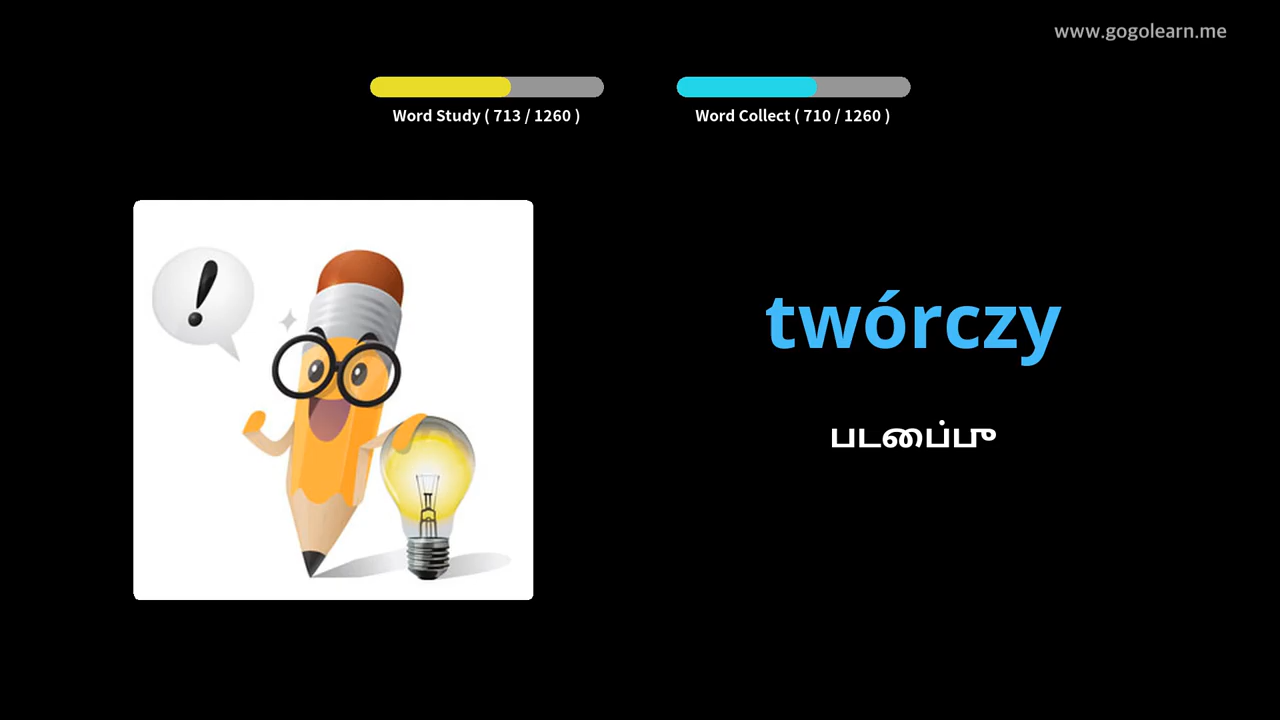 www.gogolearn.me
Word Study ( 713 / 1260 )
Word Collect ( 710 / 1260 )
!
twórczy
படைப்பு